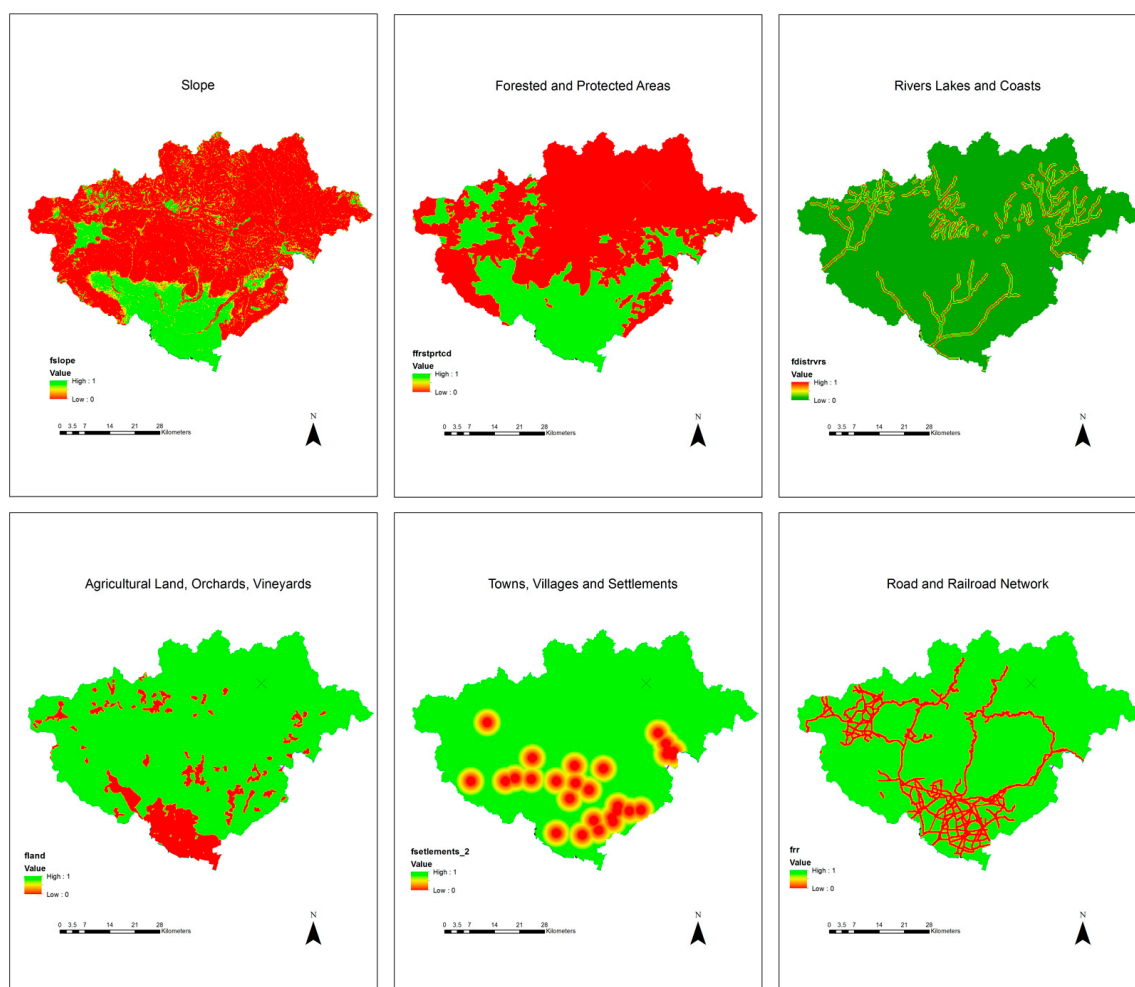 Slope
fslope
Value
High : 1
Low : 0
0 3.5 7 14 21 28
Kilometers
N
Forested and Protected Areas
ffrstprtcd
Value
High : 1
Low : 0
0 3.5 7 14 21 28
Kilometers
N
Rivers Lakes and Coasts
fdistrvrs
Value
High : 1
Low : 0
0 3.5 7 14 21 28
Kilometers
N
Agricultural Land, Orchards, Vineyards
fland
Value
High : 1
Low : 0
0 3.5 7 14 21 28
Kilometers
N
Towns, Villages and Settlements
fsetlements_2
Value
High : 1
Low : 0
0 3.5 7 14 21 28
Kilometers
N
Road and Railroad Network
frr
Value
High : 1
Low : 0
0 3.5 7 14 21 28
Kilometers
N